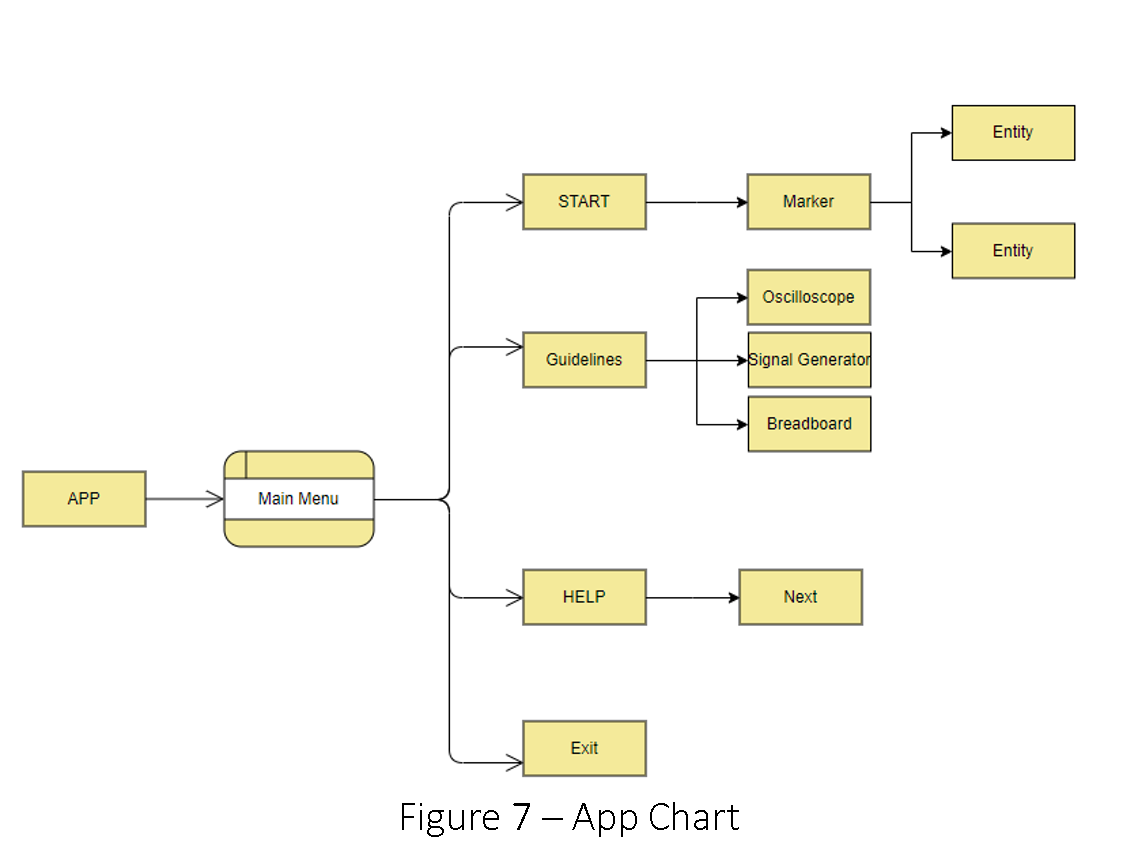 Entity
START
Marker
Entity
Oscilloscope
Guidelines
Signal Generator
Breadboard
APP
Main Menu
HELP
Next
Exit
Figure 7 – App Chart